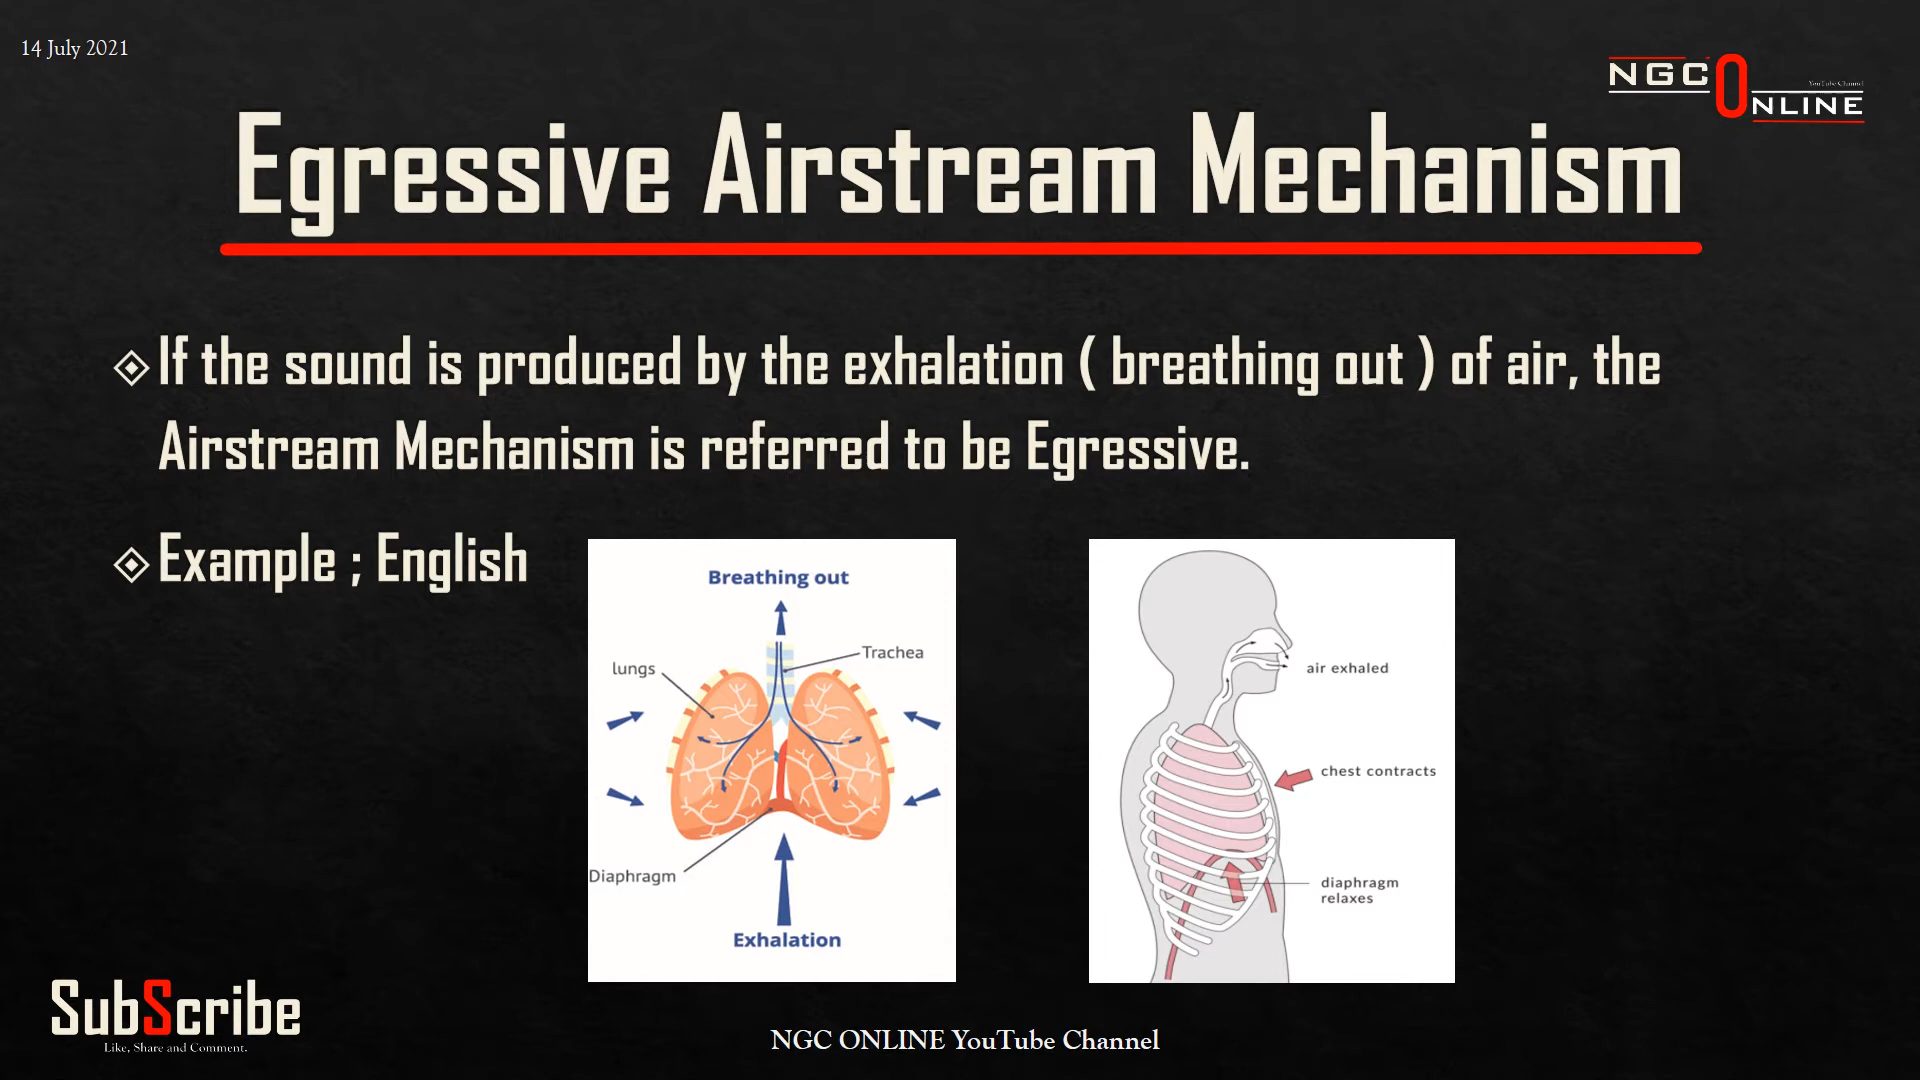 14 July 2021
NGC
YouTube Channel
ONLINE
Egressive Airstream Mechanism
If the sound is produced by the exhalation ( breathing out ) of air, the
Airstream Mechanism is referred to be Egressive.
Example ; English
Breathing out
Trachea
lungs
Diaphragm
Exhalation
air exhaled
chest contracts
diaphragm
relaxes
SubScribe
Like, Share and Comment.
NGC ONLINE YouTube Channel